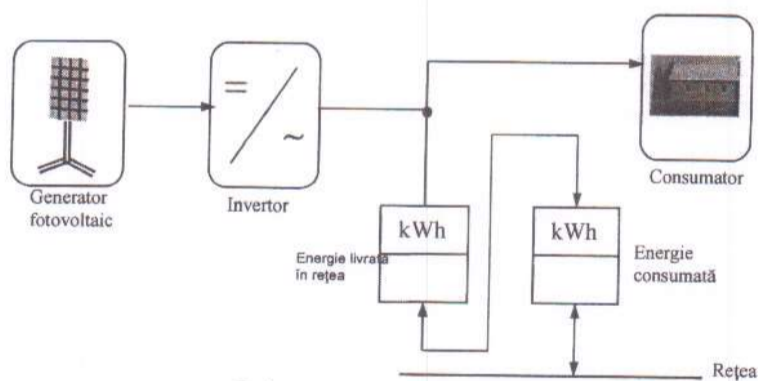 Generator
fotovoltaic
Invertor
Consumator
kWh
Energie livrată
în rețea
kWh
Energie
consumată
Rețea